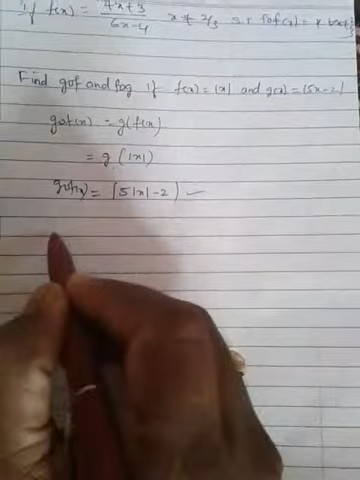 If f(x) = 4x+3 / 6x-4 x ≠ 2/3 s.t fof(x) = x
Find gof and fog if f(x) = |x| and g(x) = |5x-2|
gof(x) = g(f(x))
= g(|x|)
gof(x) = |5|x|-2|